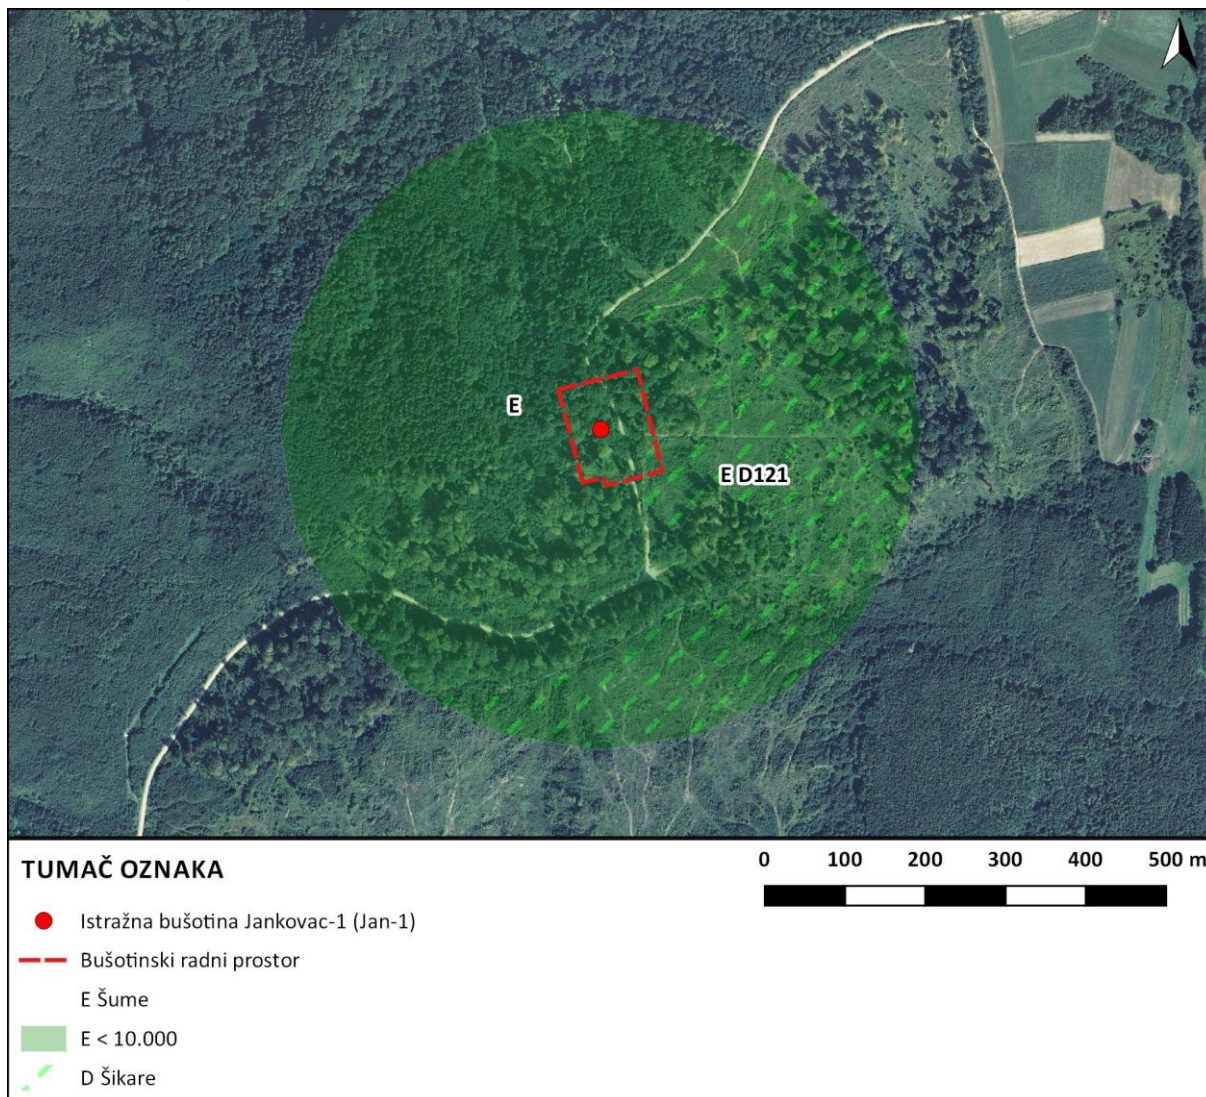 E
E D121
TUMAČ OZNAKA
0 100 200 300 400 500 m
Istražna bušotina Jankovac-1 (Jan-1)
Bušotinski radni prostor
E Šume
E < 10.000
D Šikare